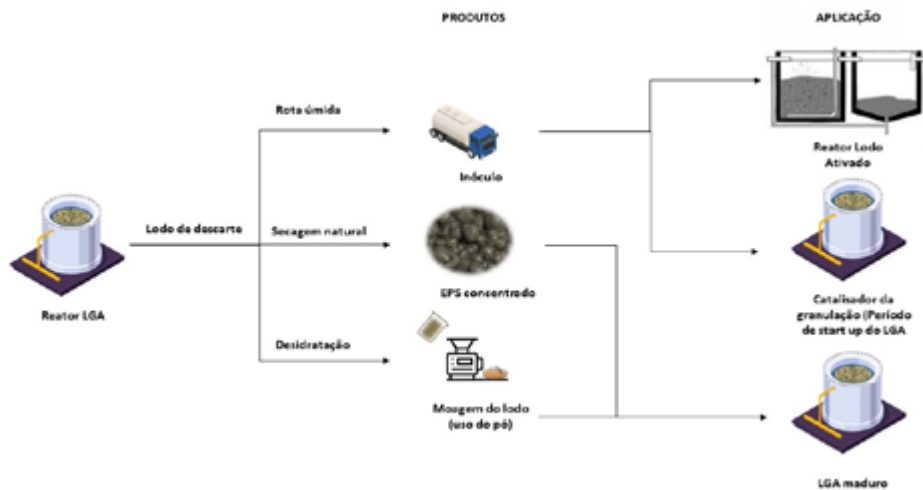 PRODUTOS
APLICAÇÃO
Rota úmida
Inóculo
Reator Lodo
Ativado
Lodo de descarte
Secagem natural
Reator LGA
EPS concentrado
Catalisador da
granulação (Período
de start up do LGA
Desidratação
Moagem do lodo
(uso do pó)
LGA maduro